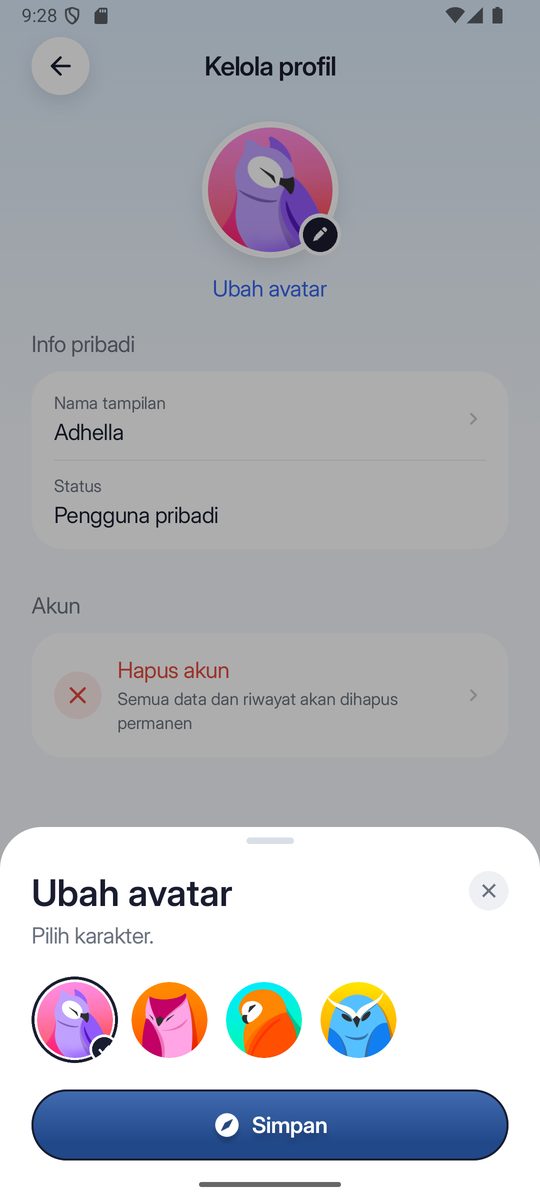 9:28
Kelola profil
Ubah avatar
Info pribadi
Nama tampilan
Adhella
Status
Pengguna pribadi
Akun
Hapus akun
Semua data dan riwayat akan dihapus
permanen
Ubah avatar
Pilih karakter.
Simpan